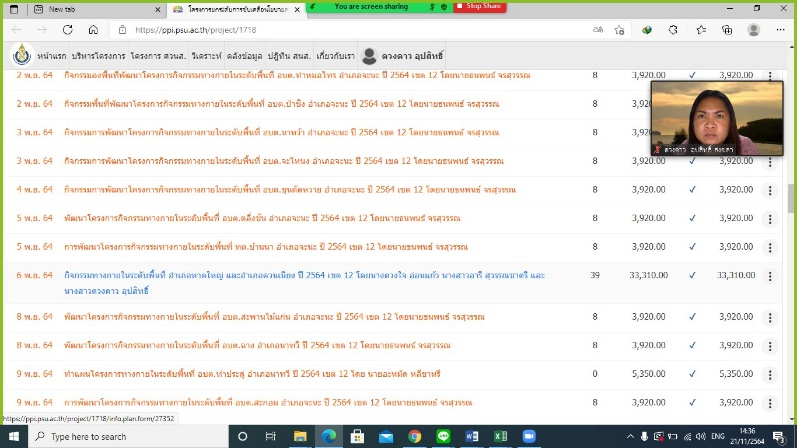 New tab
โครงการยกระดับการขับเคลื่อนนโยบายส
You are screen sharing
Stop Share
https://ppi.psu.ac.th/project/1718
หน้าแรก บริหารโครงการ โครงการ ศวนส. วิเคราะห์ คลังข้อมูล ปฎิทิน สนส. เกี่ยวกับเรา ดวงดาว อุปสิทธิ์
2 พ.ย. 64 กิจกรรมลงพื้นที่พัฒนาโครงการกิจกรรมทางกายในระดับพื้นที่ อบต.ท่าหมอไทร อำเภอจะนะ ปี 2564 เขต 12 โดยนายธนพนธ์ จรสุวรรณ 8 3,920.00 ✓ 3,920.00
2 พ.ย. 64 กิจกรรมพื้นที่พัฒนาโครงการกิจกรรมทางกายในระดับพื้นที่ อบต.ป่าชิง อำเภอจะนะ ปี 2564 เขต 12 โดยนายธนพนธ์ จรสุวรรณ 8 3,92
3 พ.ย. 64 กิจกรรมการพัฒนาโครงการกิจกรรมทางกายในระดับพื้นที่ อบต.นาหว้า อำเภอจะนะ ปี 2564 เขต 12 โดยนายธนพนธ์ จรสุวรรณ 8 3,92
ดวงดาว อุปสิทธิ์ สงขลา
3 พ.ย. 64 กิจกรรมการพัฒนาโครงการกิจกรรมทางกายในระดับพื้นที่ อบต.จะโหนง อำเภอจะนะ ปี 2564 เขต 12 โดยนายธนพนธ์ จรสุวรรณ 8 3,920.00 ✓ 3,920.00
4 พ.ย. 64 กิจกรรมการพัฒนาโครงการกิจกรรมทางกายในระดับพื้นที่ อบต.ขุนตัดหวาย อำเภอจะนะ ปี 2564 เขต 12 โดยนายธนพนธ์ จรสุวรรณ 8 3,920.00 ✓ 3,920.00
5 พ.ย. 64 พัฒนาโครงการกิจกรรมทางกายในระดับพื้นที่ อบต.ตลิ่งชัน อำเภอจะนะ ปี 2564 เขต 12 โดยนายธนพนธ์ จรสุวรรณ 8 3,920.00 ✓ 3,920.00
5 พ.ย. 64 การพัฒนาโครงการกิจกรรมทางกายในระดับพื้นที่ ทต.บ้านนา อำเภอจะนะ ปี 2564 เขต 12 โดยนายธนพนธ์ จรสุวรรณ 8 3,920.00 ✓ 3,920.00
6 พ.ย. 64 กิจกรรมทางกายในระดับพื้นที่ อำเภอหาดใหญ่ และอำเภอควนเนียง ปี 2564 เขต 12 โดยนางดวงใจ อ่อนแก้ว นางสาวอารี สุวรรณชาตรี และ 39 33,310.00 ✓ 33,310.00
นางสาวดวงดาว อุปสิทธิ์
8 พ.ย. 64 พัฒนาโครงการกิจกรรมทางกายในระดับพื้นที่ อบต.สะพานไม้แก่น อำเภอจะนะ ปี 2564 เขต 12 โดยนายธนพนธ์ จรสุวรรณ 8 3,920.00 ✓ 3,920.00
8 พ.ย. 64 พัฒนาโครงการกิจกรรมทางกายในระดับพื้นที่ อบต.ฉาง อำเภอนาทวี ปี 2564 เขต 12 โดยนายธนพนธ์ จรสุวรรณ 8 3,920.00 ✓ 3,920.00
9 พ.ย. 64 ทำแผนโครงการทางกายในระดับพื้นที่ อบต.ท่าประดู่ อำเภอนาทวี ปี 2564 เขต 12 โดย นายอะหมัด หลีขาหรี 0 5,350.00 ✓ 5,350.00
9 พ.ย. 64 การพัฒนาโครงการกิจกรรมทางกายในระดับพื้นที่ อบต.สะกอม อำเภอจะนะ ปี 2564 เขต 12 โดยนายธนพนธ์ จรสุวรรณ 8 3,920.00 ✓ 3,920.00
https://ppi.psu.ac.th/project/1718/info.plan.form/27352
Type here to search
ENG
14:36
21/11/2564